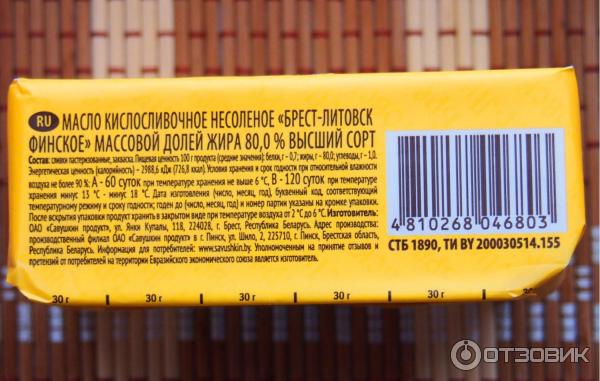 RU МАСЛО КИСЛОСЛИВОЧНОЕ НЕСОЛЕНОЕ «БРЕСТ-ЛИТОВСК
ФИНСКОЕ» МАССОВОЙ ДОЛЕЙ ЖИРА 80,0 % ВЫСШИЙ СОРТ
Состав: сливки пастеризованные, закваска. Пищевая ценность 100 г продукта (средние значения): белки, г - 0,7; жиры, г - 80,0; углеводы, г - 1,0.
Энергетическая ценность (калорийность) - 2988,6 кДж (726,8 ккал). Условия хранения и срок годности при относительной влажности
воздуха не более 90 %: А - 60 суток при температуре хранения не выше 6 °С, В - 120 суток при температуре
хранения минус 13 °С - минус 18 °С. Дата изготовления (число, месяц, год), буквенный код, соответствующий
температурному режиму и сроку годности; годен до (число, месяц, год) и номер партии указаны на кромке упаковки.
После вскрытия упаковки продукт хранить в закрытом виде при температуре воздуха от 2 °С до 6 °С. Изготовитель:
ОАО «Савушкин продукт», ул. Янки Купалы, 118, 224028, г. Брест, Республика Беларусь. Адрес производства:
производственный филиал ОАО «Савушкин продукт» в г. Пинск, ул. Шило, 2, 225710, г. Пинск, Брестская область,
Республика Беларусь. Информация для потребителей: www.savushkin.by. Уполномоченным на принятие отзывов и
претензий от потребителей на территории Евразийского экономического союза является изготовитель.
4 810268 046803
СТБ 1890, ТИ BY 200030514.155
30 г 30 г 30 г 30 г 30 г 30 г 30 г
ОТЗОВИК